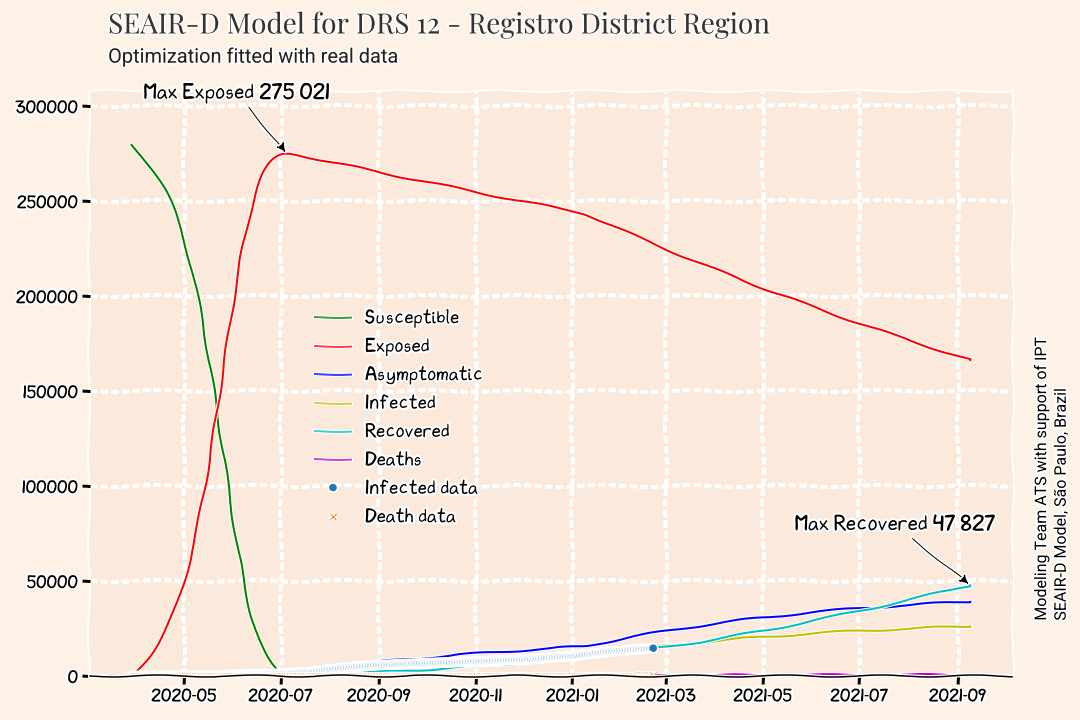 SEAIR-D Model for DRS 12 - Registro District Region
Optimization fitted with real data
Max Exposed 275 021
300000
250000
200000
150000
100000
50000
0
Susceptible
Exposed
Asymptomatic
Infected
Recovered
Deaths
Infected data
Death data
Max Recovered 47 827
2020-05
2020-07
2020-09
2020-11
2021-01
2021-03
2021-05
2021-07
2021-09
Modeling Team ATS with support of IPT
SEAIR-D Model, São Paulo, Brazil